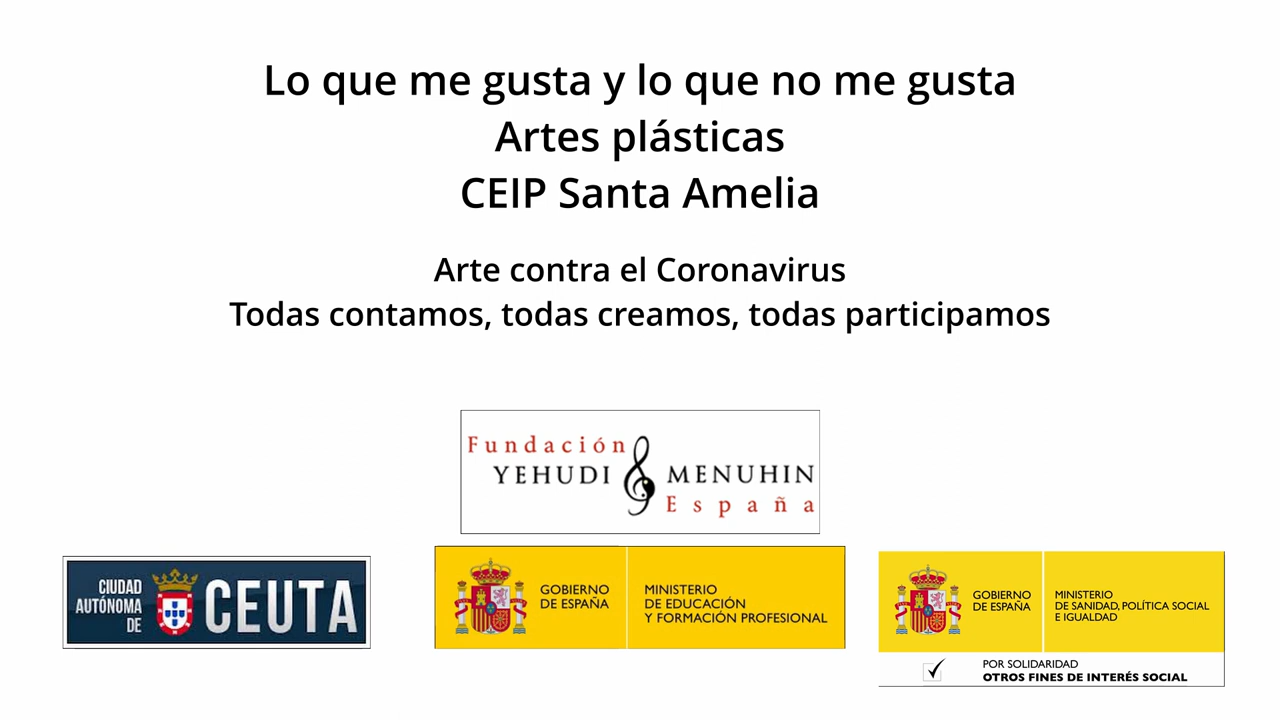 Lo que me gusta y lo que no me gusta
Artes plásticas
CEIP Santa Amelia
Arte contra el Coronavirus
Todas contamos, todas creamos, todas participamos
Fundación
YEHUDI MENUHIN
España
CIUDAD
AUTÓNOMA
DE
CEUTA
GOBIERNO
DE ESPAÑA
MINISTERIO
DE EDUCACIÓN
Y FORMACIÓN PROFESIONAL
GOBIERNO
DE ESPAÑA
MINISTERIO
DE SANIDAD, POLÍTICA SOCIAL
E IGUALDAD
POR SOLIDARIDAD
OTROS FINES DE INTERÉS SOCIAL